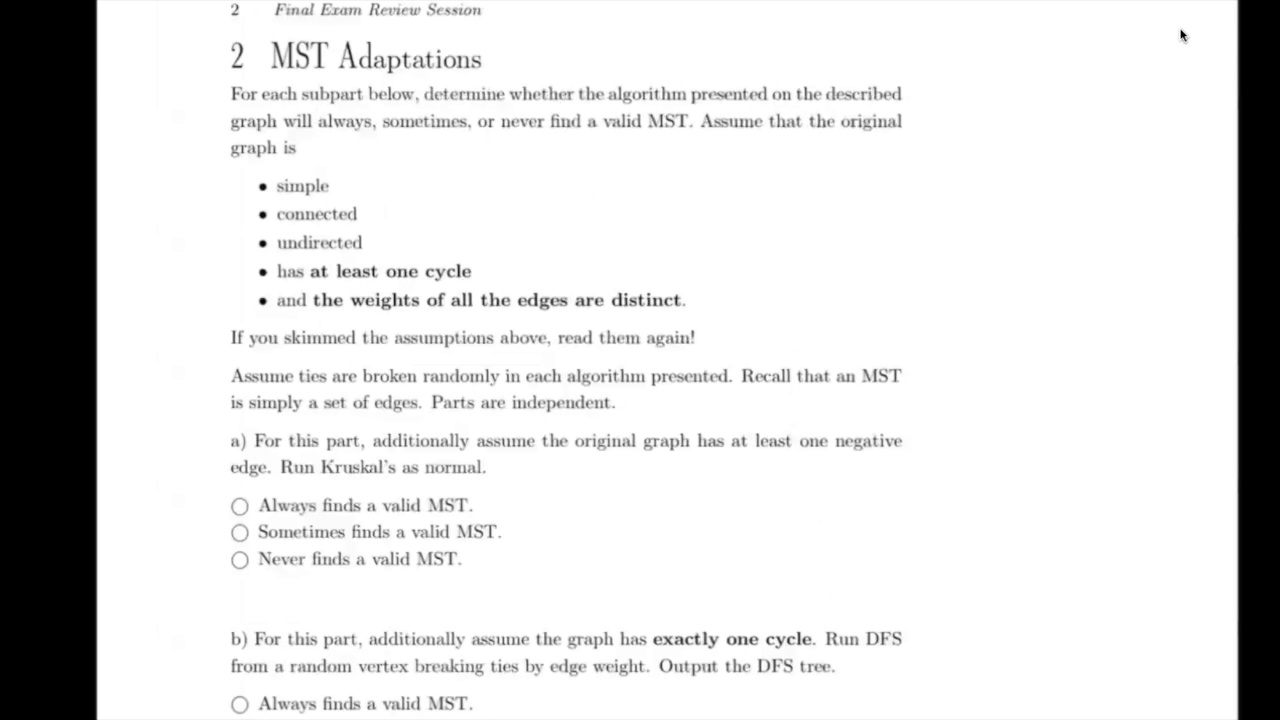 2 Final Exam Review Session
2 MST Adaptations
For each subpart below, determine whether the algorithm presented on the described
graph will always, sometimes, or never find a valid MST. Assume that the original
graph is
• simple
• connected
• undirected
• has at least one cycle
• and the weights of all the edges are distinct.
If you skimmed the assumptions above, read them again!
Assume ties are broken randomly in each algorithm presented. Recall that an MST
is simply a set of edges. Parts are independent.
a) For this part, additionally assume the original graph has at least one negative
edge. Run Kruskal's as normal.
○ Always finds a valid MST.
○ Sometimes finds a valid MST.
○ Never finds a valid MST.
b) For this part, additionally assume the graph has exactly one cycle. Run DFS
from a random vertex breaking ties by edge weight. Output the DFS tree.
○ Always finds a valid MST.